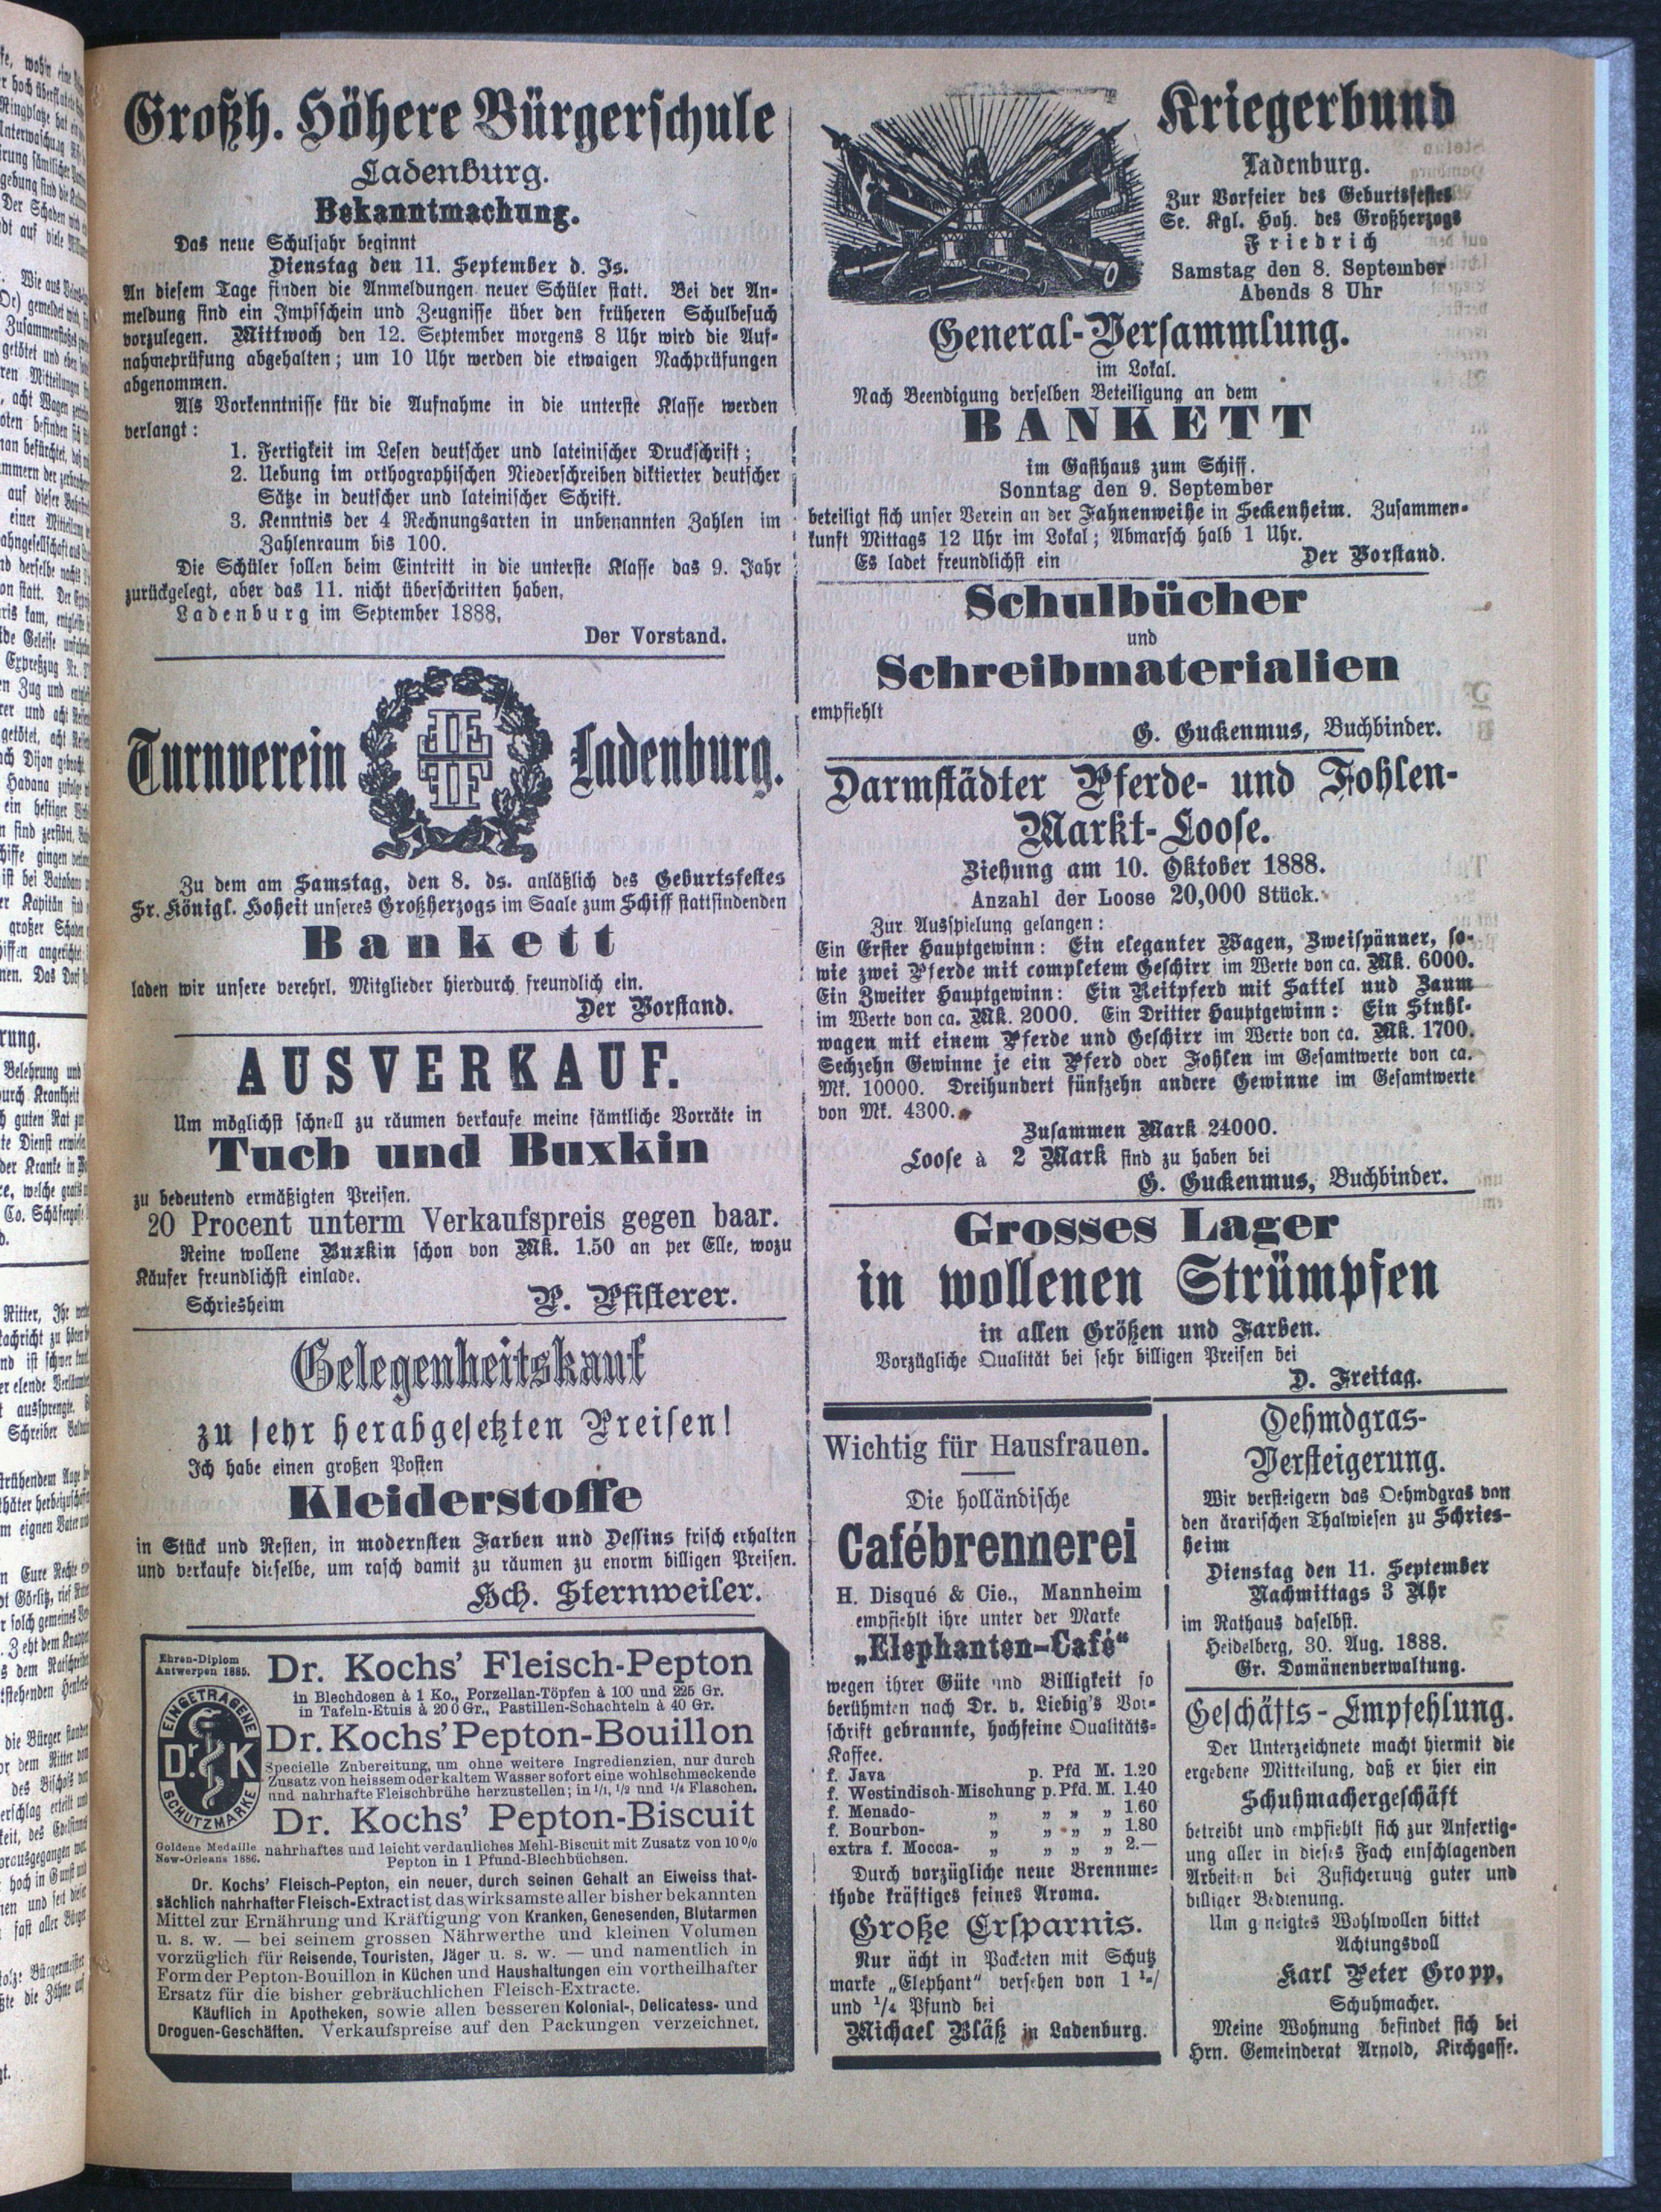 Großh. Höhere Bürgerschule
Ladenburg.
Bekanntmachung.
Das neue Schuljahr beginnt
Dienstag den 11. September d. Js.
An diesem Tage finden die Anmeldungen neuer Schüler statt. Bei der An-
meldung sind ein Impfschein und Zeugnisse über den früheren Schulbesuch
vorzulegen. Mittwoch den 12. September morgens 8 Uhr wird die Auf-
nahmeprüfung abgehalten; um 10 Uhr werden die etwaigen Nachprüfungen
abgenommen.
Als Vorkenntnisse für die Aufnahme in die unterste Klasse werden
verlangt:
1. Fertigkeit im Lesen deutscher und lateinischer Druckschrift;
2. Uebung im orthographischen Niederschreiben diktierter deutscher
Sätze in deutscher und lateinischer Schrift.
3. Kenntnis der 4 Rechnungsarten in unbenannten Zahlen im
Zahlenraum bis 100.
Die Schüler sollen beim Eintritt in die unterste Klasse das 9. Jahr
zurückgelegt, aber das 11. nicht überschritten haben,
Ladenburg im September 1888,
Der Vorstand.
Turnverein Ladenburg.
Zu dem am Samstag, den 8. ds. anläßlich des Geburtsfestes
Sr. Königl. Hoheit unseres Großherzogs im Saale zum Schiff stattfindenden
Bankett
laden wir unsere verehrl. Mitglieder hierdurch freundlich ein.
Der Vorstand.
AUSVERKAUF.
Um möglichst schnell zu räumen verkaufe meine sämtliche Vorräte in
Tuch und Buxkin
zu bedeutend ermäßigten Preisen.
20 Procent unterm Verkaufspreis gegen baar.
Reine wollene Buxkin schon von Mk. 1.50 an per Elle, wozu
Käufer freundlichst einlade.
Schriesheim P. Pfisterer.
Gelegenheitskauf
zu sehr herabgesetzten Preisen!
Ich habe einen großen Posten
Kleiderstoffe
in Stück und Resten, in modernsten Farben und Dessins frisch erhalten
und verkaufe dieselbe, um rasch damit zu räumen zu enorm billigen Preisen.
Hch. Sternweiler.
Ehren-Diplom
Antwerpen 1885.
EINGETRAGENE
Dr. K
SCHUTZMARKE
Goldene Medaille
New-Orleans 1886.
Dr. Kochs' Fleisch-Pepton
in Blechdosen à 1 Ko., Porzellan-Töpfen à 100 und 225 Gr.
in Tafeln-Etuis à 200 Gr., Pastillen-Schachteln à 40 Gr.
Dr. Kochs' Pepton-Bouillon
Specielle Zubereitung, um ohne weitere Ingredienzien, nur durch
Zusatz von heissem oder kaltem Wasser sofort eine wohlschmeckende
und nahrhafte Fleischbrühe herzustellen; in 1/1, 1/2 und 1/4 Flaschen.
Dr. Kochs' Pepton-Biscuit
nahrhaftes und leicht verdauliches Mehl-Biscuit mit Zusatz von 10%
Pepton in 1 Pfund-Blechbüchsen.
Dr. Kochs' Fleisch-Pepton, ein neuer, durch seinen Gehalt an Eiweiss that-
sächlich nahrhafter Fleisch-Extract ist das wirksamste aller bisher bekannten
Mittel zur Ernährung und Kräftigung von Kranken, Genesenden, Blutarmen
u. s. w. — bei seinem grossen Nährwerthe und kleinen Volumen
vorzüglich für Reisende, Touristen, Jäger u. s. w. — und namentlich in
Form der Pepton-Bouillon in Küchen und Haushaltungen ein vortheilhafter
Ersatz für die bisher gebräuchlichen Fleisch-Extracte.
Käuflich in Apotheken, sowie allen besseren Kolonial-, Delicatess- und
Droguen-Geschäften. Verkaufspreise auf den Packungen verzeichnet.
Kriegerbund
Ladenburg.
Zur Vorfeier des Geburtsfestes
Se. Kgl. Hoh. des Großherzogs
Friedrich
Samstag den 8. September
Abends 8 Uhr
General-Versammlung.
im Lokal.
Nach Beendigung derselben Beteiligung an dem
BANKETT
im Gasthaus zum Schiff.
Sonntag den 9. September
beteiligt sich unser Verein an der Fahnenweihe in Seckenheim. Zusammen-
kunft Mittags 12 Uhr im Lokal; Abmarsch halb 1 Uhr.
Es ladet freundlichst ein Der Vorstand.
Schulbücher
und
Schreibmaterialien
empfiehlt
G. Guckenmus, Buchbinder.
Darmstädter Pferde- und Fohlen-
Markt-Loose.
Ziehung am 10. Oktober 1888.
Anzahl der Loose 20,000 Stück.
Zur Ausspielung gelangen:
Ein Erster Hauptgewinn: Ein eleganter Wagen, Zweispänner, so-
wie zwei Pferde mit completem Geschirr im Werte von ca. Mk. 6000.
Ein Zweiter Hauptgewinn: Ein Reitpferd mit Sattel und Zaum
im Werte von ca. Mk. 2000. Ein Dritter Hauptgewinn: Ein Stuhl-
wagen mit einem Pferde und Geschirr im Werte von ca. Mk. 1700.
Sechzehn Gewinne je ein Pferd oder Fohlen im Gesamtwerte von ca.
Mk. 10000. Dreihundert fünfzehn andere Gewinne im Gesamtwerte
von Mk. 4300.
Zusammen Mark 24000.
Loose à 2 Mark sind zu haben bei
G. Guckenmus, Buchbinder.
Grosses Lager
in wollenen Strümpfen
in allen Größen und Farben.
Vorzügliche Qualität bei sehr billigen Preisen bei
D. Freitag.
Wichtig für Hausfrauen.
Die holländische
Cafébrennerei
H. Disqué & Cie., Mannheim
empfiehlt ihre unter der Marke
„Elephanten-Café“
wegen ihrer Güte und Billigkeit so
berühmten nach Dr. v. Liebig's Vor-
schrift gebrannte, hochfeine Qualitäts-
Kaffee.
f. Java p. Pfd M. 1.20
f. Westindisch-Mischung p. Pfd. M. 1.40
f. Menado- „ „ „ „ 1.60
f. Bourbon- „ „ „ „ 1.80
extra f. Mocca- „ „ „ „ 2.—
Durch vorzügliche neue Brennme-
thode kräftiges feines Aroma.
Große Ersparnis.
Nur ächt in Packeten mit Schutz
marke „Elephant“ versehen von 1 1/2/
und 1/4 Pfund bei
Michael Bläß in Ladenburg.
Oehmdgras-
Versteigerung.
Wir versteigern das Oehmdgras von
den ärarischen Thalwiesen zu Schries-
heim
Dienstag den 11. September
Nachmittags 3 Uhr
im Rathaus daselbst.
Heidelberg, 30. Aug. 1888.
Gr. Domänenverwaltung.
Geschäfts-Empfehlung.
Der Unterzeichnete macht hiermit die
ergebene Mitteilung, daß er hier ein
Schuhmachergeschäft
betreibt und empfiehlt sich zur Anfertig-
ung aller in dieses Fach einschlagenden
Arbeiten bei Zusicherung guter und
billiger Bedienung.
Um geneigtes Wohlwollen bittet
Achtungsvoll
Karl Peter Gropp,
Schuhmacher.
Meine Wohnung befindet sich bei
Hrn. Gemeinderat Arnold, Kirchgasse.